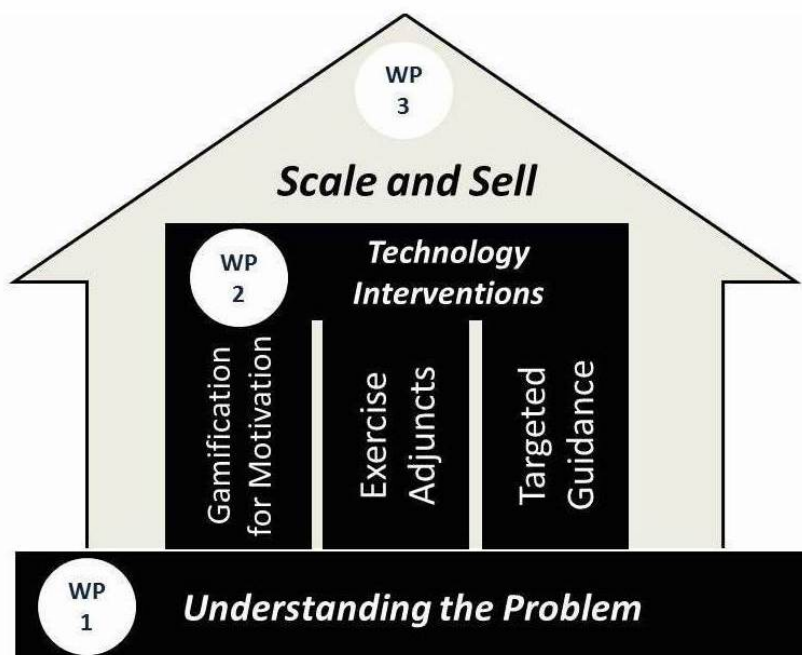 WP
3
Scale and Sell
WP
2
Technology
Interventions
Gamification
for Motivation
Exercise
Adjuncts
Targeted
Guidance
WP
1
Understanding the Problem